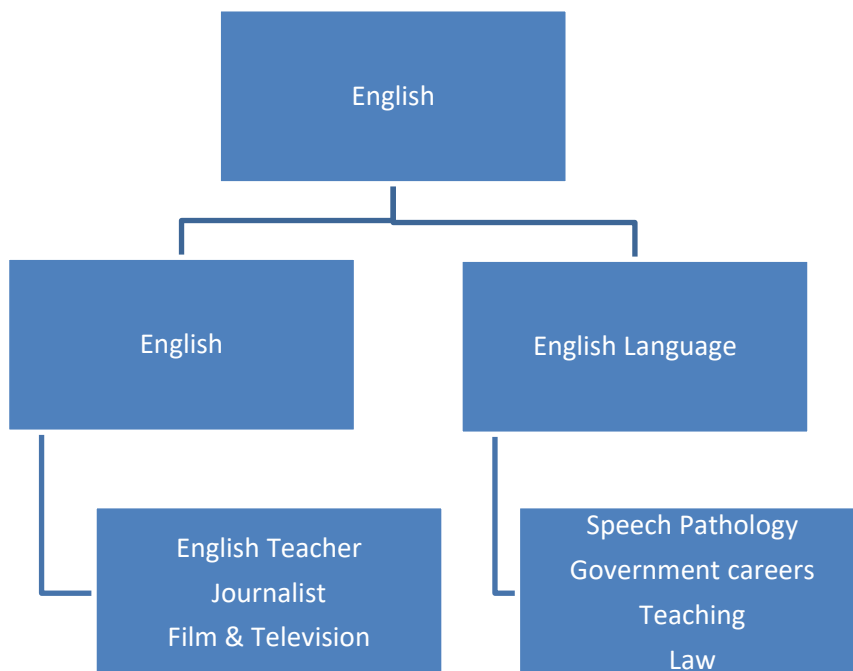 English
English
English Language
English Teacher
Journalist
Film & Television
Speech Pathology
Government careers
Teaching
Law